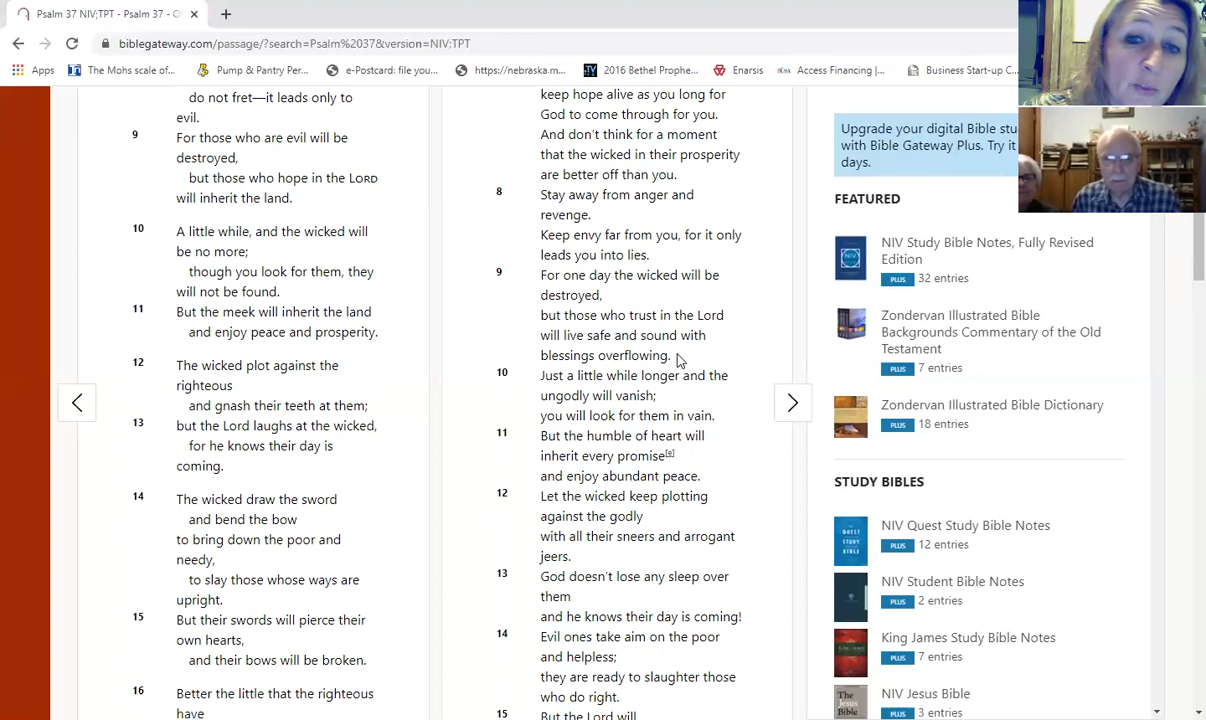 Psalm 37 NIV;TPT - Psalm 37 -
biblegateway.com/passage/?search=Psalm%2037&version=NIV;TPT
Apps
The Mohs scale of...
Pump & Pantry Per...
e-Postcard: file you...
https://nebraska.m...
2016 Bethel Prophe...
Enarsis
Access Financing |...
Business Start-up C...
do not fret—it leads only to
evil.
9
For those who are evil will be
destroyed,
but those who hope in the LORD
will inherit the land.
10
A little while, and the wicked will
be no more;
though you look for them, they
will not be found.
11
But the meek will inherit the land
and enjoy peace and prosperity.
12
The wicked plot against the
righteous
and gnash their teeth at them;
13
but the Lord laughs at the wicked,
for he knows their day is
coming.
14
The wicked draw the sword
and bend the bow
to bring down the poor and
needy,
to slay those whose ways are
upright.
15
But their swords will pierce their
own hearts,
and their bows will be broken.
16
Better the little that the righteous
have
keep hope alive as you long for
God to come through for you.
And don't think for a moment
that the wicked in their prosperity
are better off than you.
8
Stay away from anger and
revenge.
Keep envy far from you, for it only
leads you into lies.
9
For one day the wicked will be
destroyed,
but those who trust in the Lord
will live safe and sound with
blessings overflowing.
10
Just a little while longer and the
ungodly will vanish;
you will look for them in vain.
11
But the humble of heart will
inherit every promise[e]
and enjoy abundant peace.
12
Let the wicked keep plotting
against the godly
with all their sneers and arrogant
jeers.
13
God doesn't lose any sleep over
them
and he knows their day is coming!
14
Evil ones take aim on the poor
and helpless;
they are ready to slaughter those
who do right.
15
But the Lord will
Upgrade your digital Bible stu
with Bible Gateway Plus. Try it
days.
FEATURED
NIV Study Bible Notes, Fully Revised
Edition
PLUS 32 entries
Zondervan Illustrated Bible
Backgrounds Commentary of the Old
Testament
PLUS 7 entries
Zondervan Illustrated Bible Dictionary
PLUS 18 entries
STUDY BIBLES
NIV Quest Study Bible Notes
PLUS 12 entries
NIV Student Bible Notes
PLUS 2 entries
King James Study Bible Notes
PLUS 7 entries
NIV Jesus Bible
PLUS 3 entries